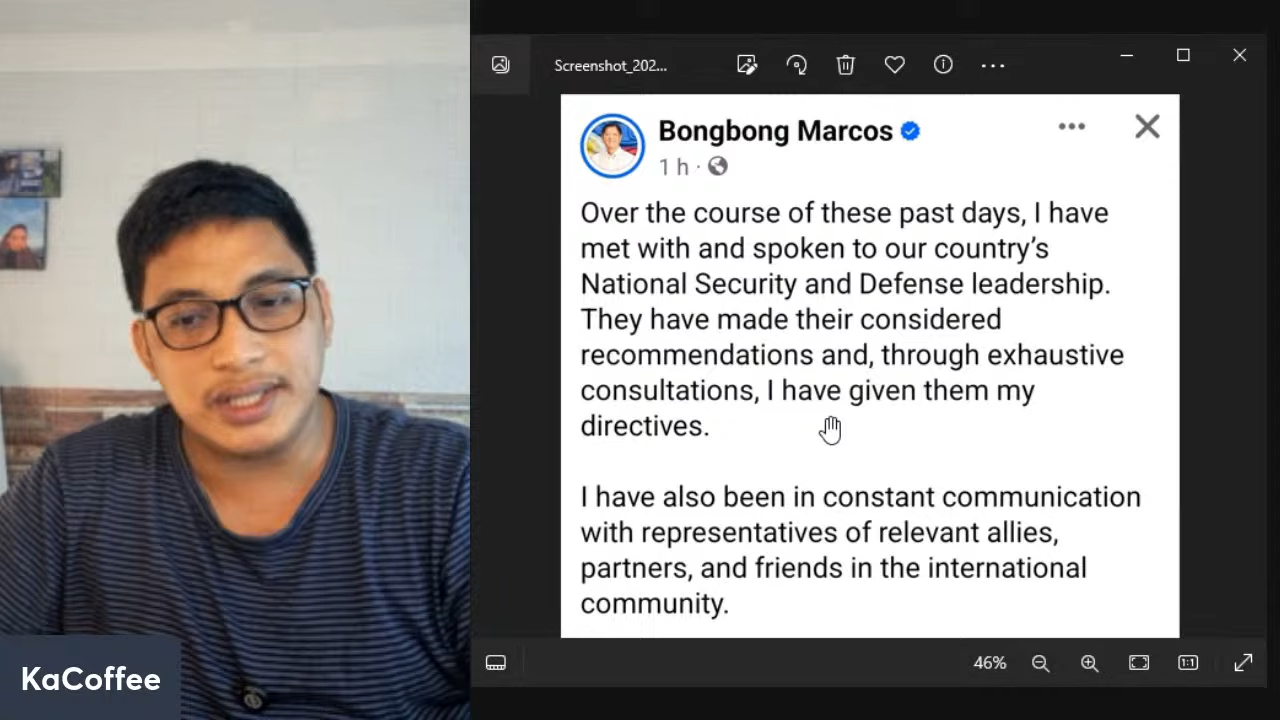 KaCoffee
Screenshot_202...
Bongbong Marcos
1 h ·
Over the course of these past days, I have
met with and spoken to our country’s
National Security and Defense leadership.
They have made their considered
recommendations and, through exhaustive
consultations, I have given them my
directives.
I have also been in constant communication
with representatives of relevant allies,
partners, and friends in the international
community.
46%
1:1